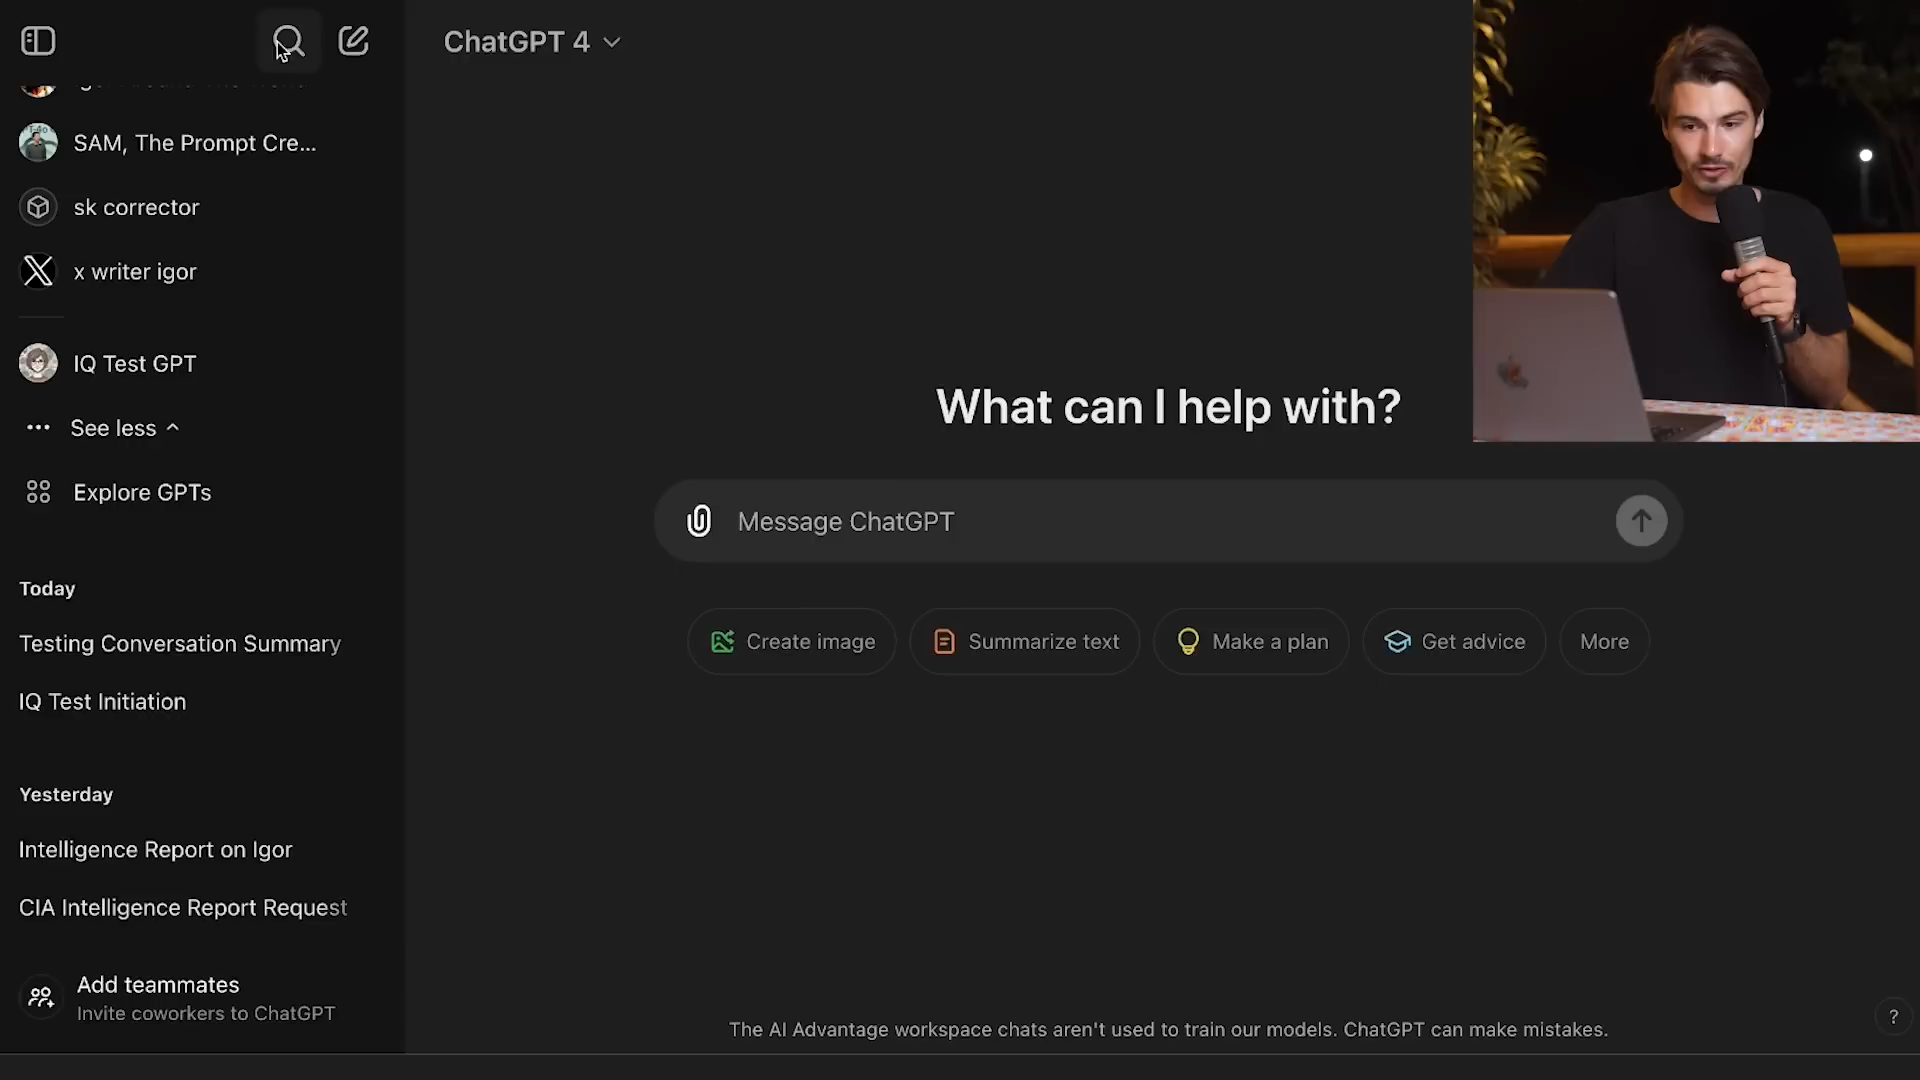 ChatGPT 4
SAM, The Prompt Cre...
sk corrector
x writer igor
IQ Test GPT
See less
Explore GPTs
Today
Testing Conversation Summary
IQ Test Initiation
Yesterday
Intelligence Report on Igor
CIA Intelligence Report Request
Add teammates
Invite coworkers to ChatGPT
What can I help with?
Message ChatGPT
Create image
Summarize text
Make a plan
Get advice
More
The AI Advantage workspace chats aren't used to train our models. ChatGPT can make mistakes.
?